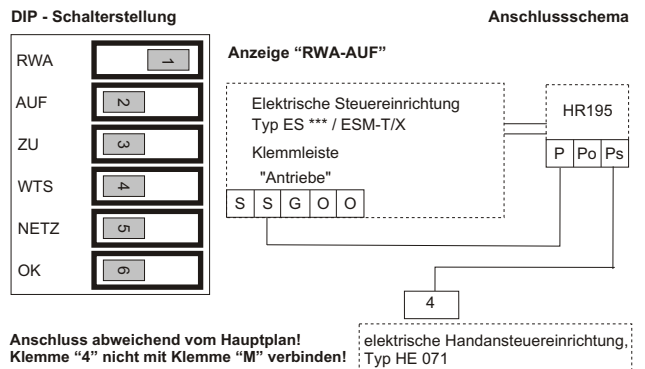 DIP - Schalterstellung
Anschlussschema
RWA
1
AUF
2
ZU
3
WTS
4
NETZ
5
OK
6
Anzeige “RWA-AUF”
Elektrische Steuereinrichtung
Typ ES *** / ESM-T/X
Klemmleiste
"Antriebe"
S S G O O
HR195
P Po Ps
4
Anschluss abweichend vom Hauptplan!
Klemme “4” nicht mit Klemme “M” verbinden!
elektrische Handansteuereinrichtung,
Typ HE 071